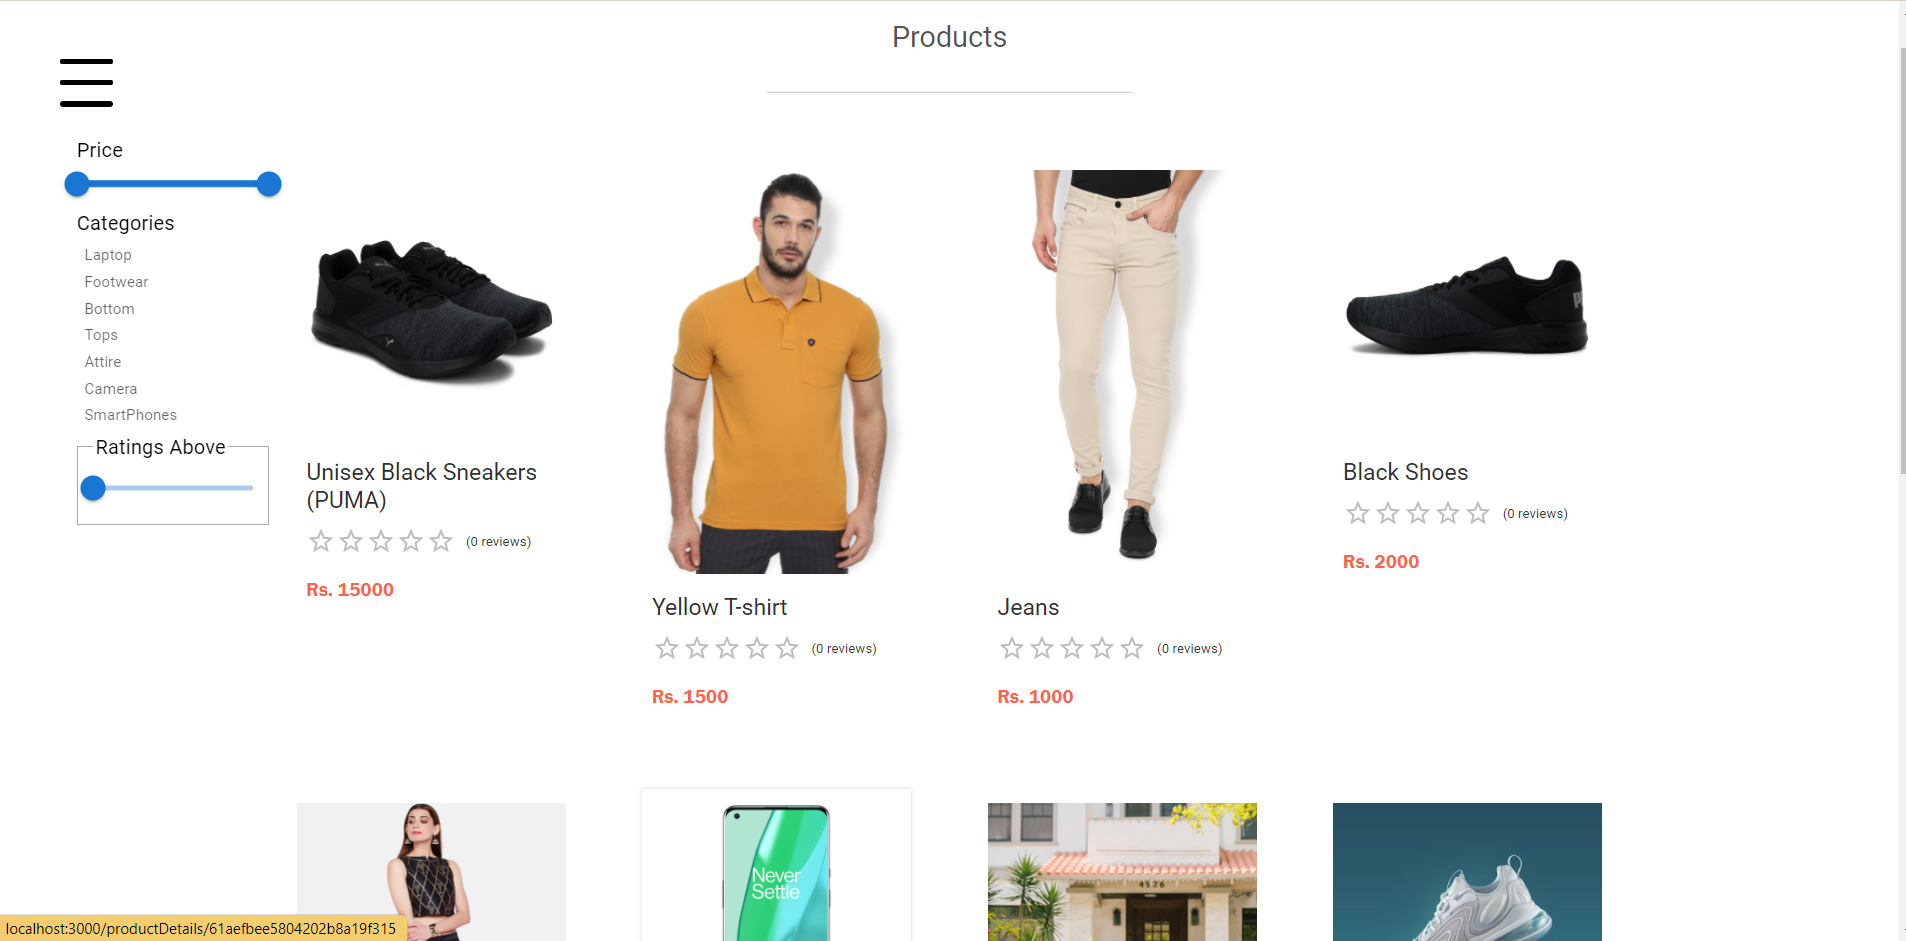 Products
Price
Categories
Laptop
Footwear
Bottom
Tops
Attire
Camera
SmartPhones
Ratings Above
Unisex Black Sneakers
(PUMA)
(0 reviews)
Rs. 15000
Yellow T-shirt
(0 reviews)
Rs. 1500
Jeans
(0 reviews)
Rs. 1000
Black Shoes
(0 reviews)
Rs. 2000
Never
Settle
4526
localhost:3000/productDetails/61aefbee5804202b8a19f315